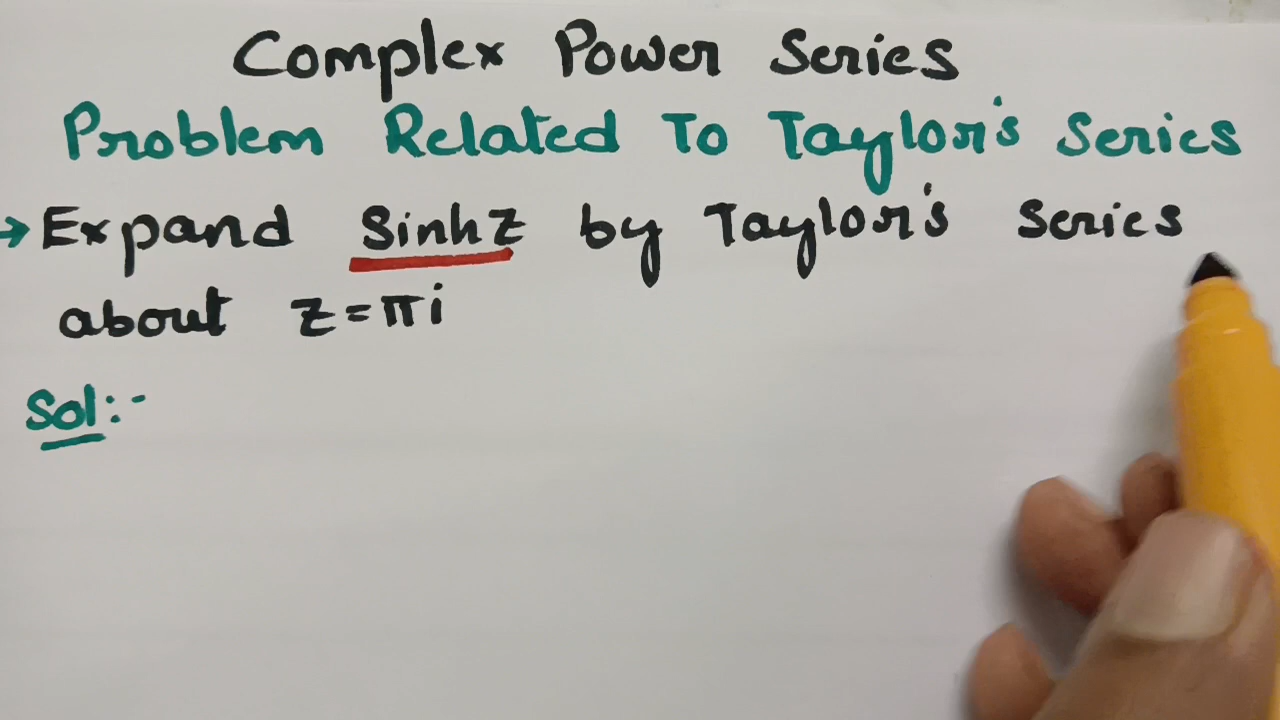 Complex Power Series
Problem Related To Taylor's Series
→ Expand Sinhz by Taylor's Series
about z=πi
Sol:-